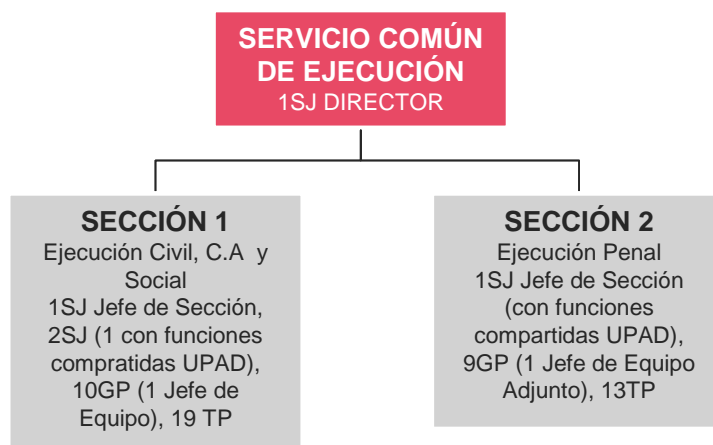 SERVICIO COMÚN
DE EJECUCIÓN
1SJ DIRECTOR
SECCIÓN 1
Ejecución Civil, C.A y
Social
1SJ Jefe de Sección,
2SJ (1 con funciones
compratidas UPAD),
10GP (1 Jefe de
Equipo), 19 TP
SECCIÓN 2
Ejecución Penal
1SJ Jefe de Sección
(con funciones
compartidas UPAD),
9GP (1 Jefe de Equipo
Adjunto), 13TP